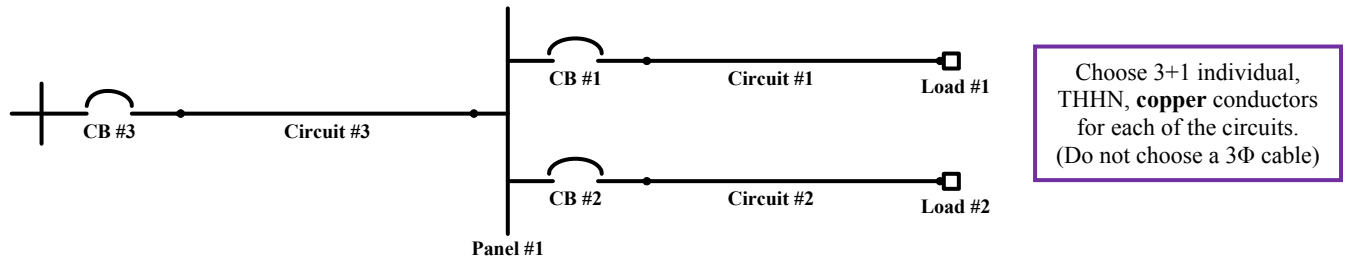 CB #1
Circuit #1
Load #1
CB #3
Circuit #3
CB #2
Circuit #2
Load #2
Panel #1
Choose 3+1 individual,
THHN, copper conductors
for each of the circuits.
(Do not choose a 3Φ cable)